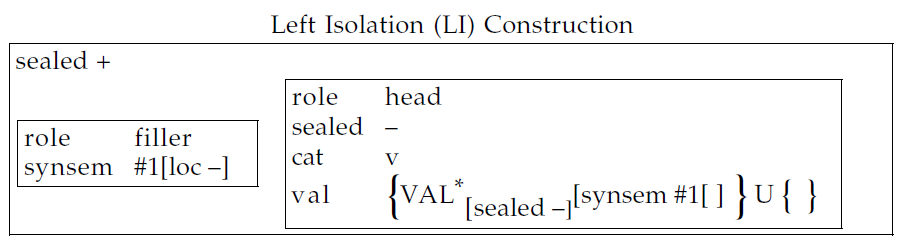 Left Isolation (LI) Construction
sealed +
role filler
synsem #1[loc –]
role head
sealed –
cat v
val {VAL*[sealed –][synsem #1[ ] } U { }